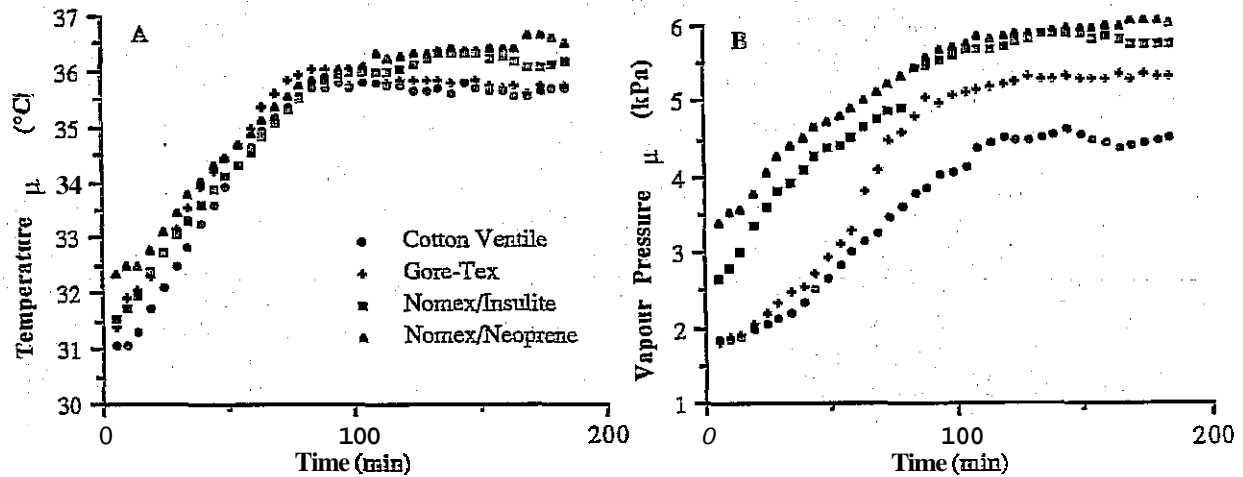 A
Temperature μ (°C)
37
36
35
34
33
32
31
30
0
100
200
Time (min)
Cotton Ventile
Gore-Tex
Nomex/Insulite
Nomex/Neoprene
B
Vapour Pressure μ (kPa)
6
5
4
3
2
1
0
100
200
Time (min)